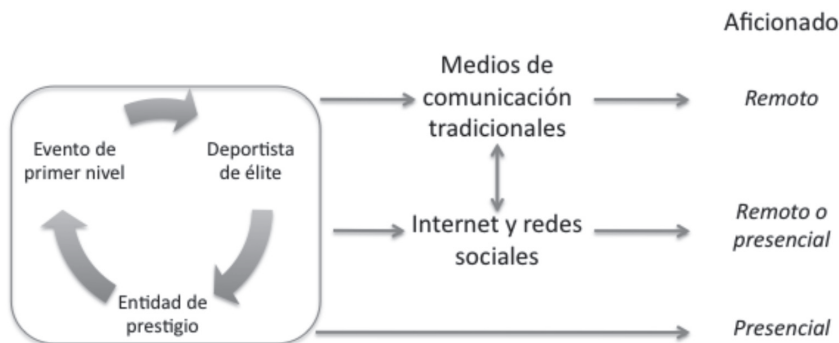 Aficionado
Medios de
comunicación
tradicionales
Remoto
Evento de
primer nivel
Deportista
de élite
Internet y redes
sociales
Remoto o
presencial
Entidad de
prestigio
Presencial